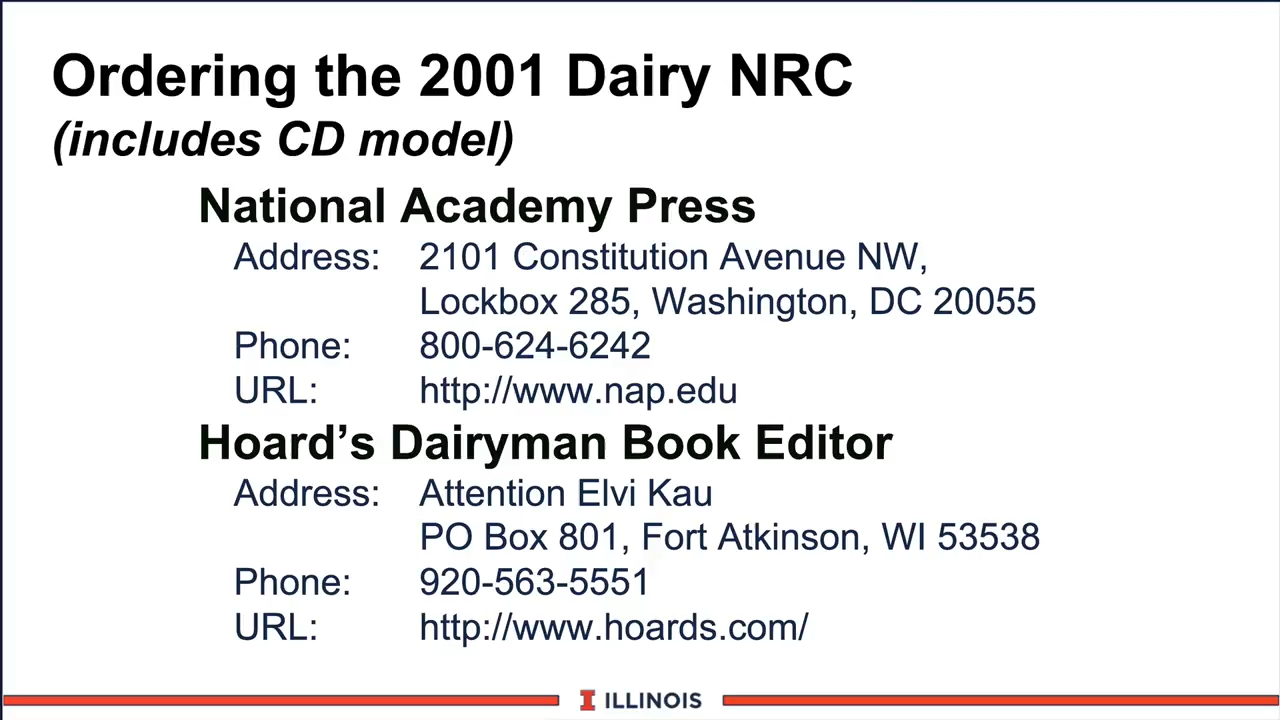 Ordering the 2001 Dairy NRC
(includes CD model)
National Academy Press
Address: 2101 Constitution Avenue NW,
Lockbox 285, Washington, DC 20055
Phone: 800-624-6242
URL: http://www.nap.edu
Hoard’s Dairyman Book Editor
Address: Attention Elvi Kau
PO Box 801, Fort Atkinson, WI 53538
Phone: 920-563-5551
URL: http://www.hoards.com/
I ILLINOIS